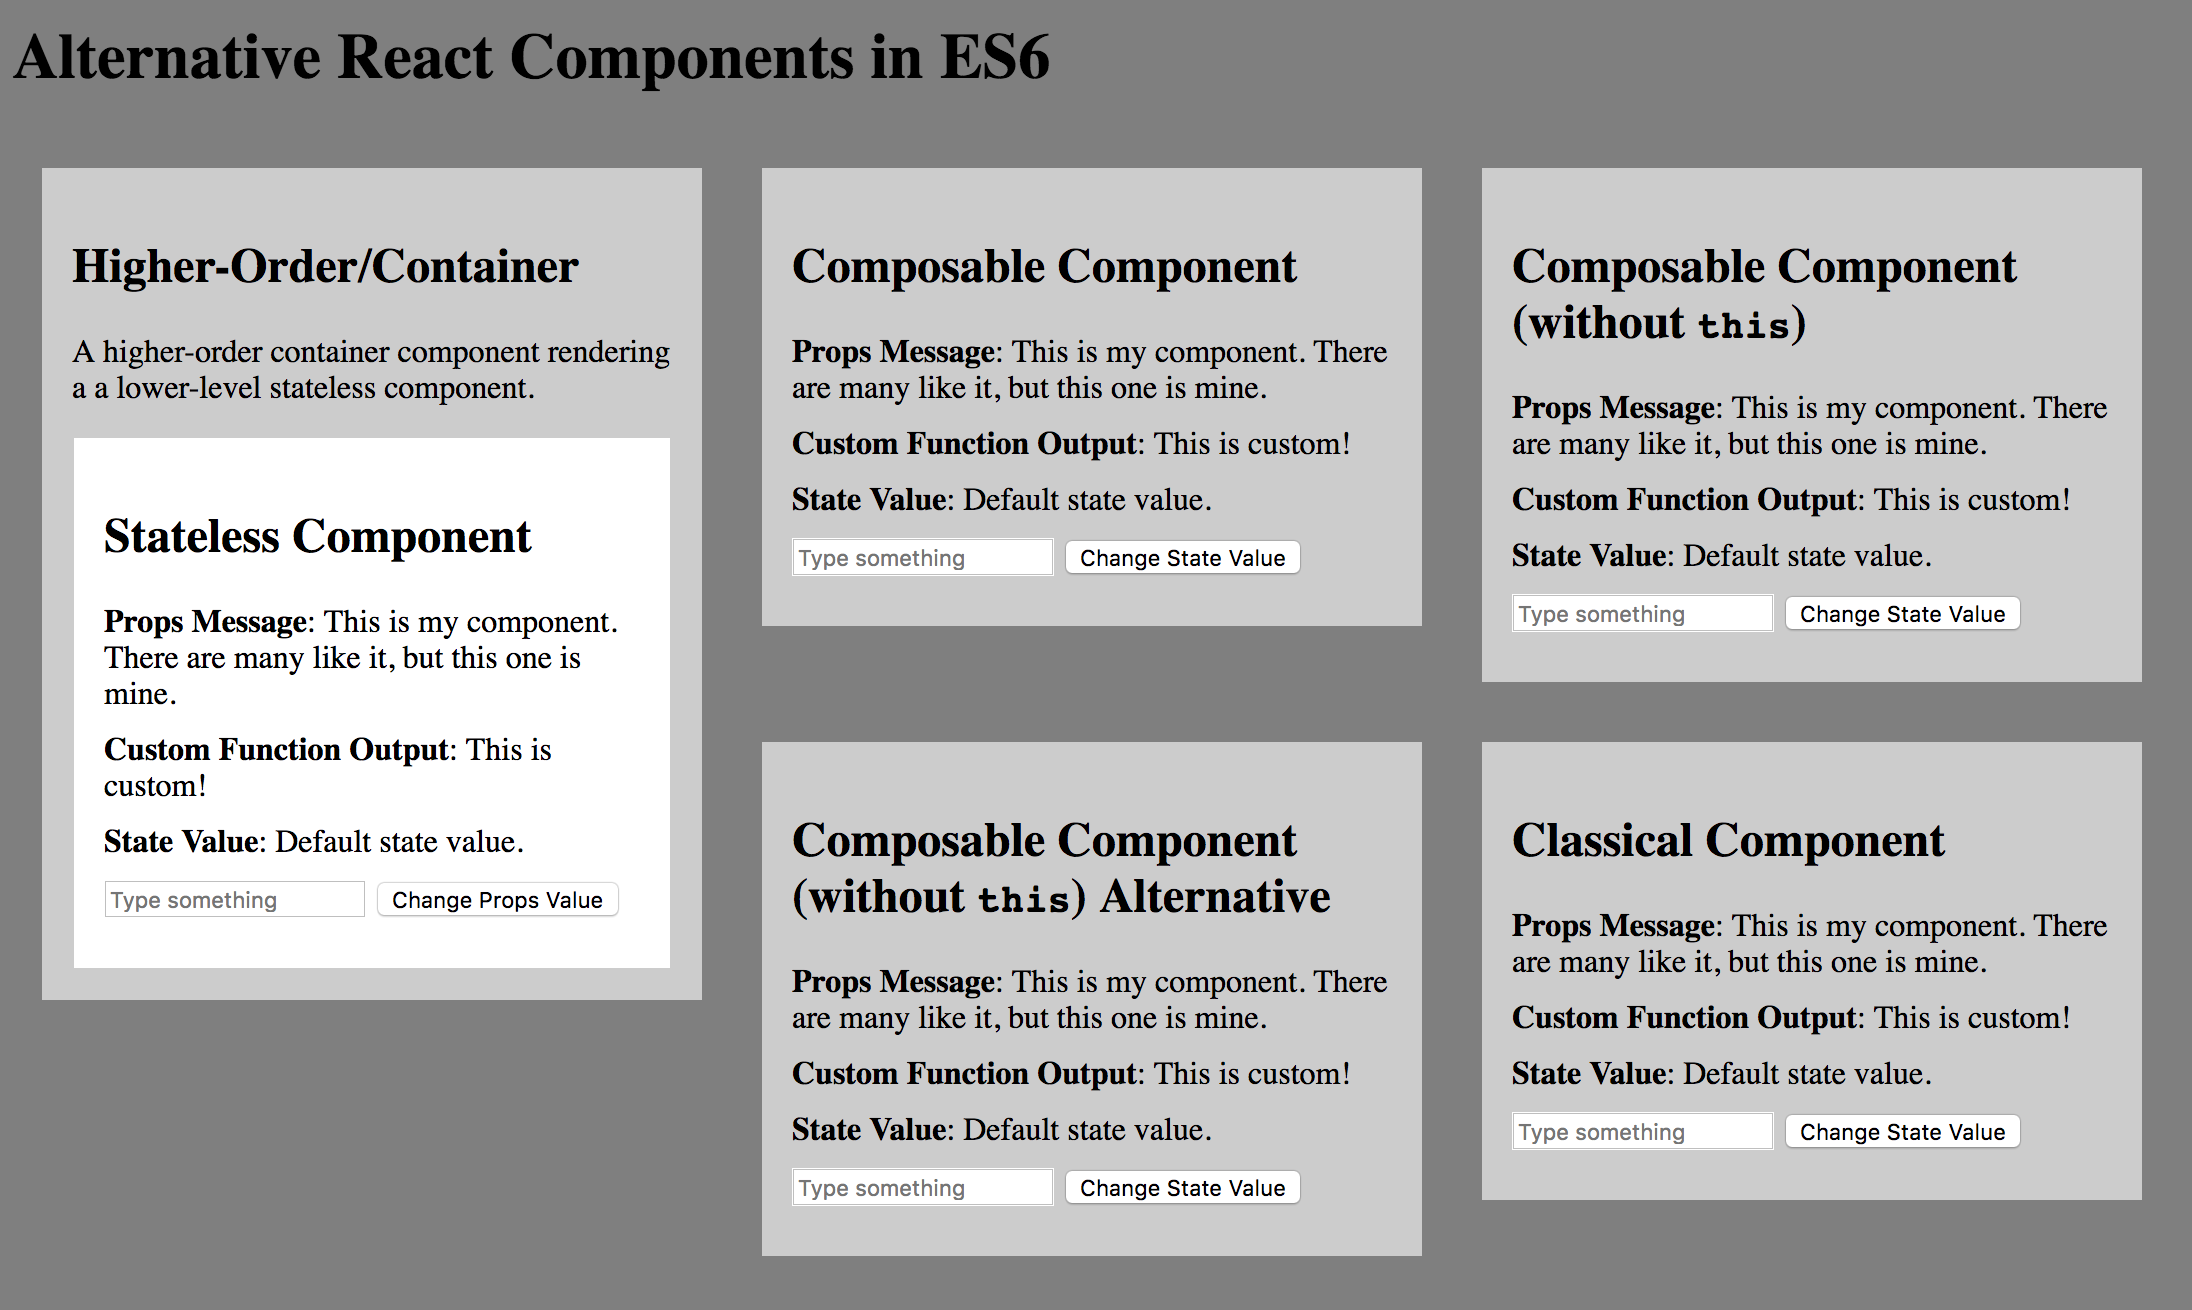 Alternative React Components in ES6
Higher-Order/Container
A higher-order container component rendering
a a lower-level stateless component.
Stateless Component
Props Message: This is my component.
There are many like it, but this one is
mine.
Custom Function Output: This is
custom!
State Value: Default state value.
Type something Change Props Value
Composable Component
Props Message: This is my component. There
are many like it, but this one is mine.
Custom Function Output: This is custom!
State Value: Default state value.
Type something Change State Value
Composable Component
(without this)
Props Message: This is my component. There
are many like it, but this one is mine.
Custom Function Output: This is custom!
State Value: Default state value.
Type something Change State Value
Composable Component
(without this) Alternative
Props Message: This is my component. There
are many like it, but this one is mine.
Custom Function Output: This is custom!
State Value: Default state value.
Type something Change State Value
Classical Component
Props Message: This is my component. There
are many like it, but this one is mine.
Custom Function Output: This is custom!
State Value: Default state value.
Type something Change State Value